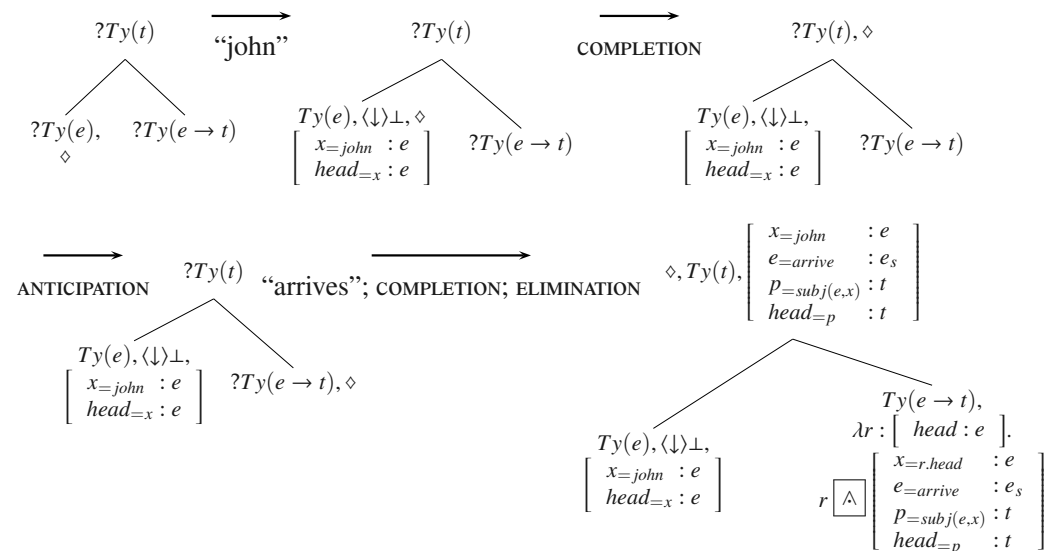 ?Ty(t) ?Ty(t) ?Ty(t), ◇
“john” COMPLETION
?Ty(e), ?Ty(e → t)
◇
Ty(e), ⟨↓⟩⊥, ◇
[ x=john : e ] ?Ty(e → t)
[ head=x : e ]
Ty(e), ⟨↓⟩⊥,
[ x=john : e ] ?Ty(e → t)
[ head=x : e ]
ANTICIPATION ?Ty(t) “arrives”; COMPLETION; ELIMINATION
◇, Ty(t), [ x=john : e ]
[ e=arrive : e_s ]
[ p=subj(e,x) : t ]
[ head=p : t ]
Ty(e), ⟨↓⟩⊥,
[ x=john : e ] ?Ty(e → t), ◇
[ head=x : e ]
Ty(e), ⟨↓⟩⊥,
[ x=john : e ]
[ head=x : e ]
Ty(e → t),
λr : [ head : e ].
r ⩑ [ x=r.head : e ]
[ e=arrive : e_s ]
[ p=subj(e,x) : t ]
[ head=p : t ]